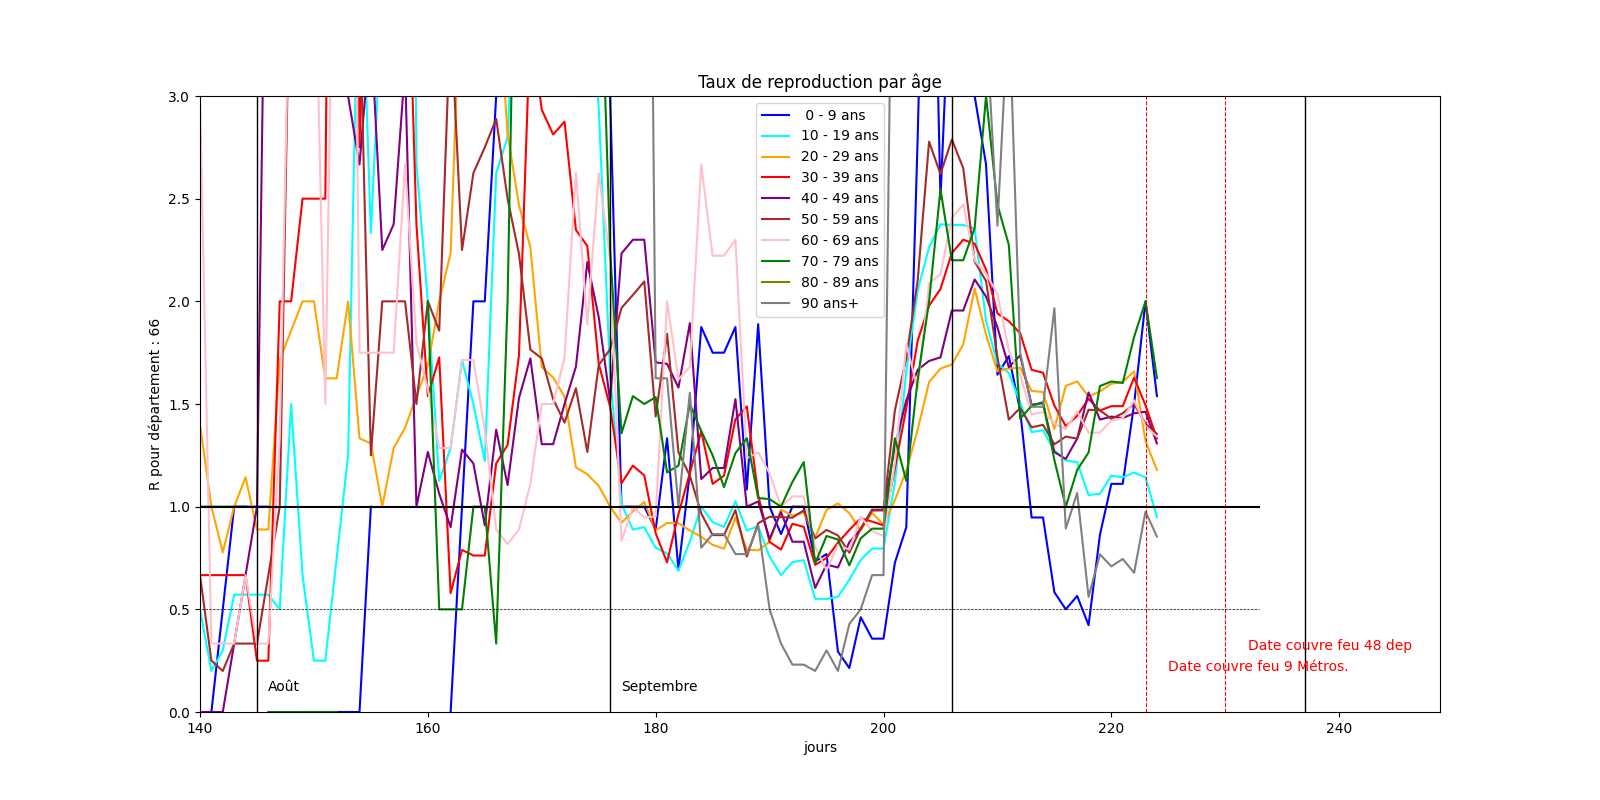 Taux de reproduction par âge
R pour département : 66
3.0
2.5
2.0
1.5
1.0
0.5
0.0
0 - 9 ans
10 - 19 ans
20 - 29 ans
30 - 39 ans
40 - 49 ans
50 - 59 ans
60 - 69 ans
70 - 79 ans
80 - 89 ans
90 ans+
Date couvre feu 48 dep
Date couvre feu 9 Métros.
Août
Septembre
140
160
180
200
220
240
jours